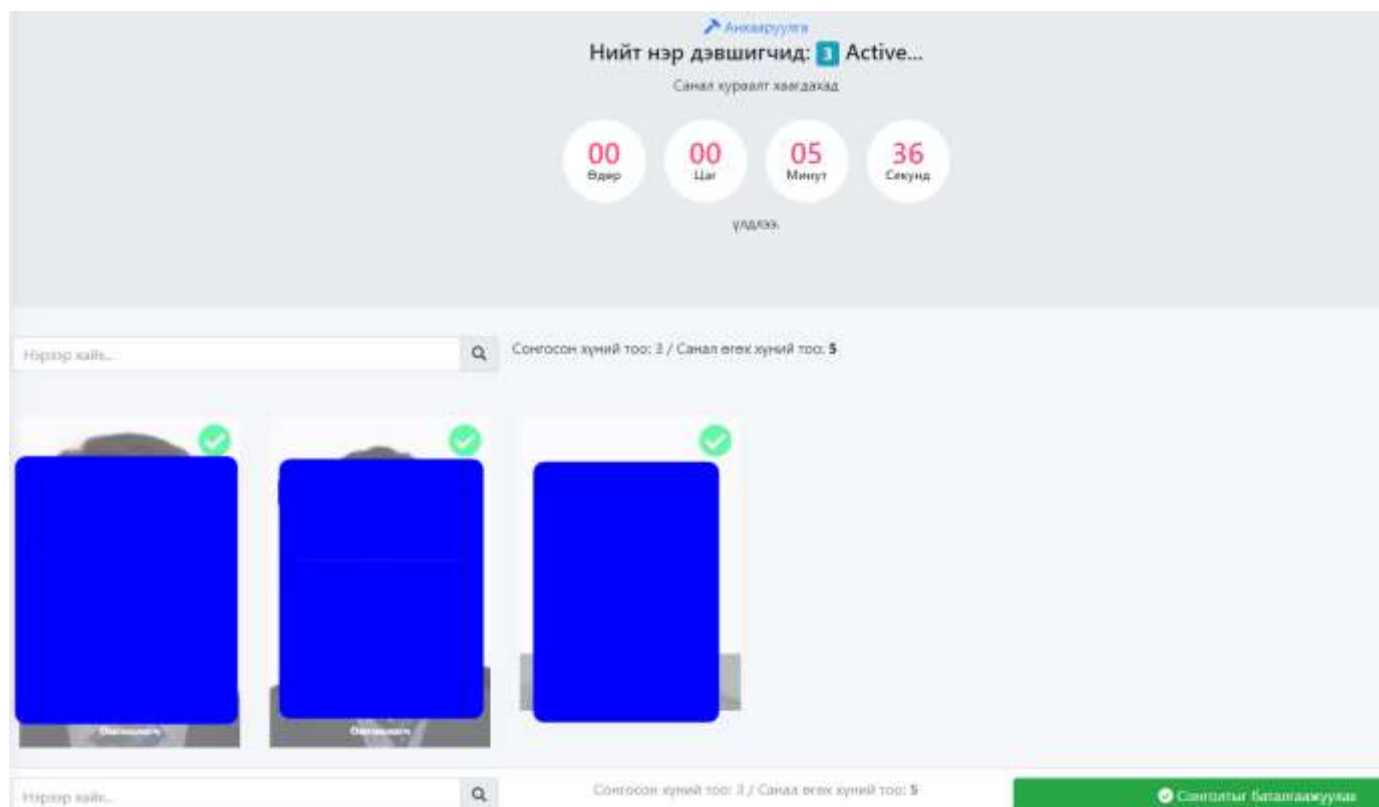 Анхааруулга
Нийт нэр дэвшигчид: 3 Active...
Санал хураалт хаагдахад
00 00 05 36
Өдөр Цаг Минут Секунд
үлдлээ.
Нэрээр хайх...
Сонгосон хүний тоо: 3 / Санал өгөх хүний тоо: 5
Нэрээр хайх...
Сонгосон хүний тоо: 3 / Санал өгөх хүний тоо: 5
Сонголтыг баталгаажуулах